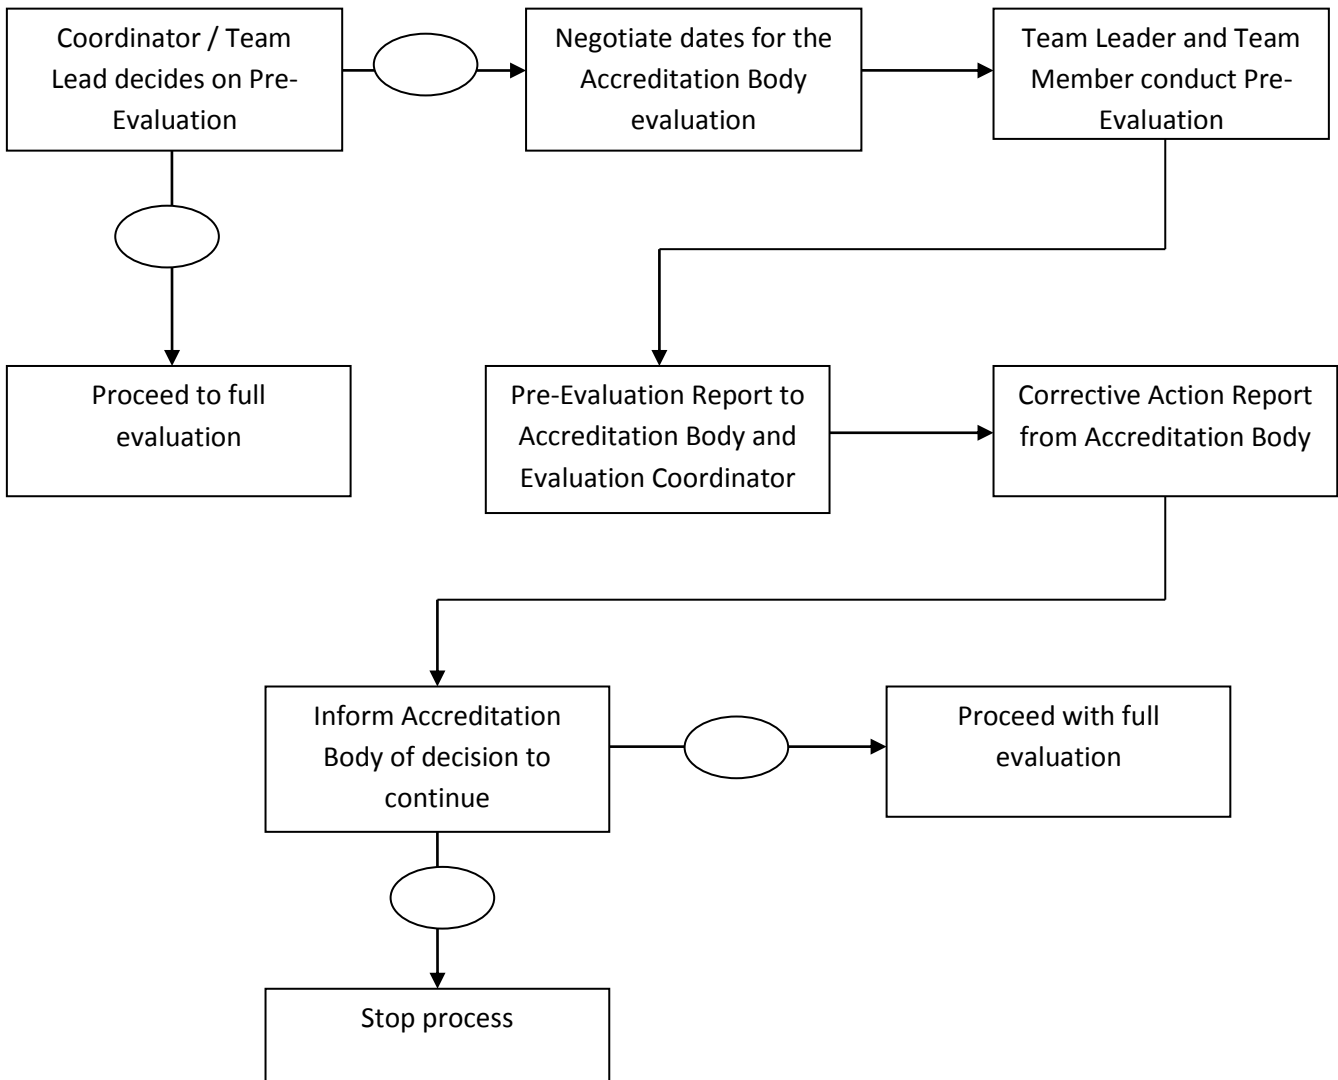 Coordinator / Team
Lead decides on Pre-
Evaluation
Negotiate dates for the
Accreditation Body
evaluation
Team Leader and Team
Member conduct Pre-
Evaluation
Proceed to full
evaluation
Pre-Evaluation Report to
Accreditation Body and
Evaluation Coordinator
Corrective Action Report
from Accreditation Body
Inform Accreditation
Body of decision to
continue
Proceed with full
evaluation
Stop process